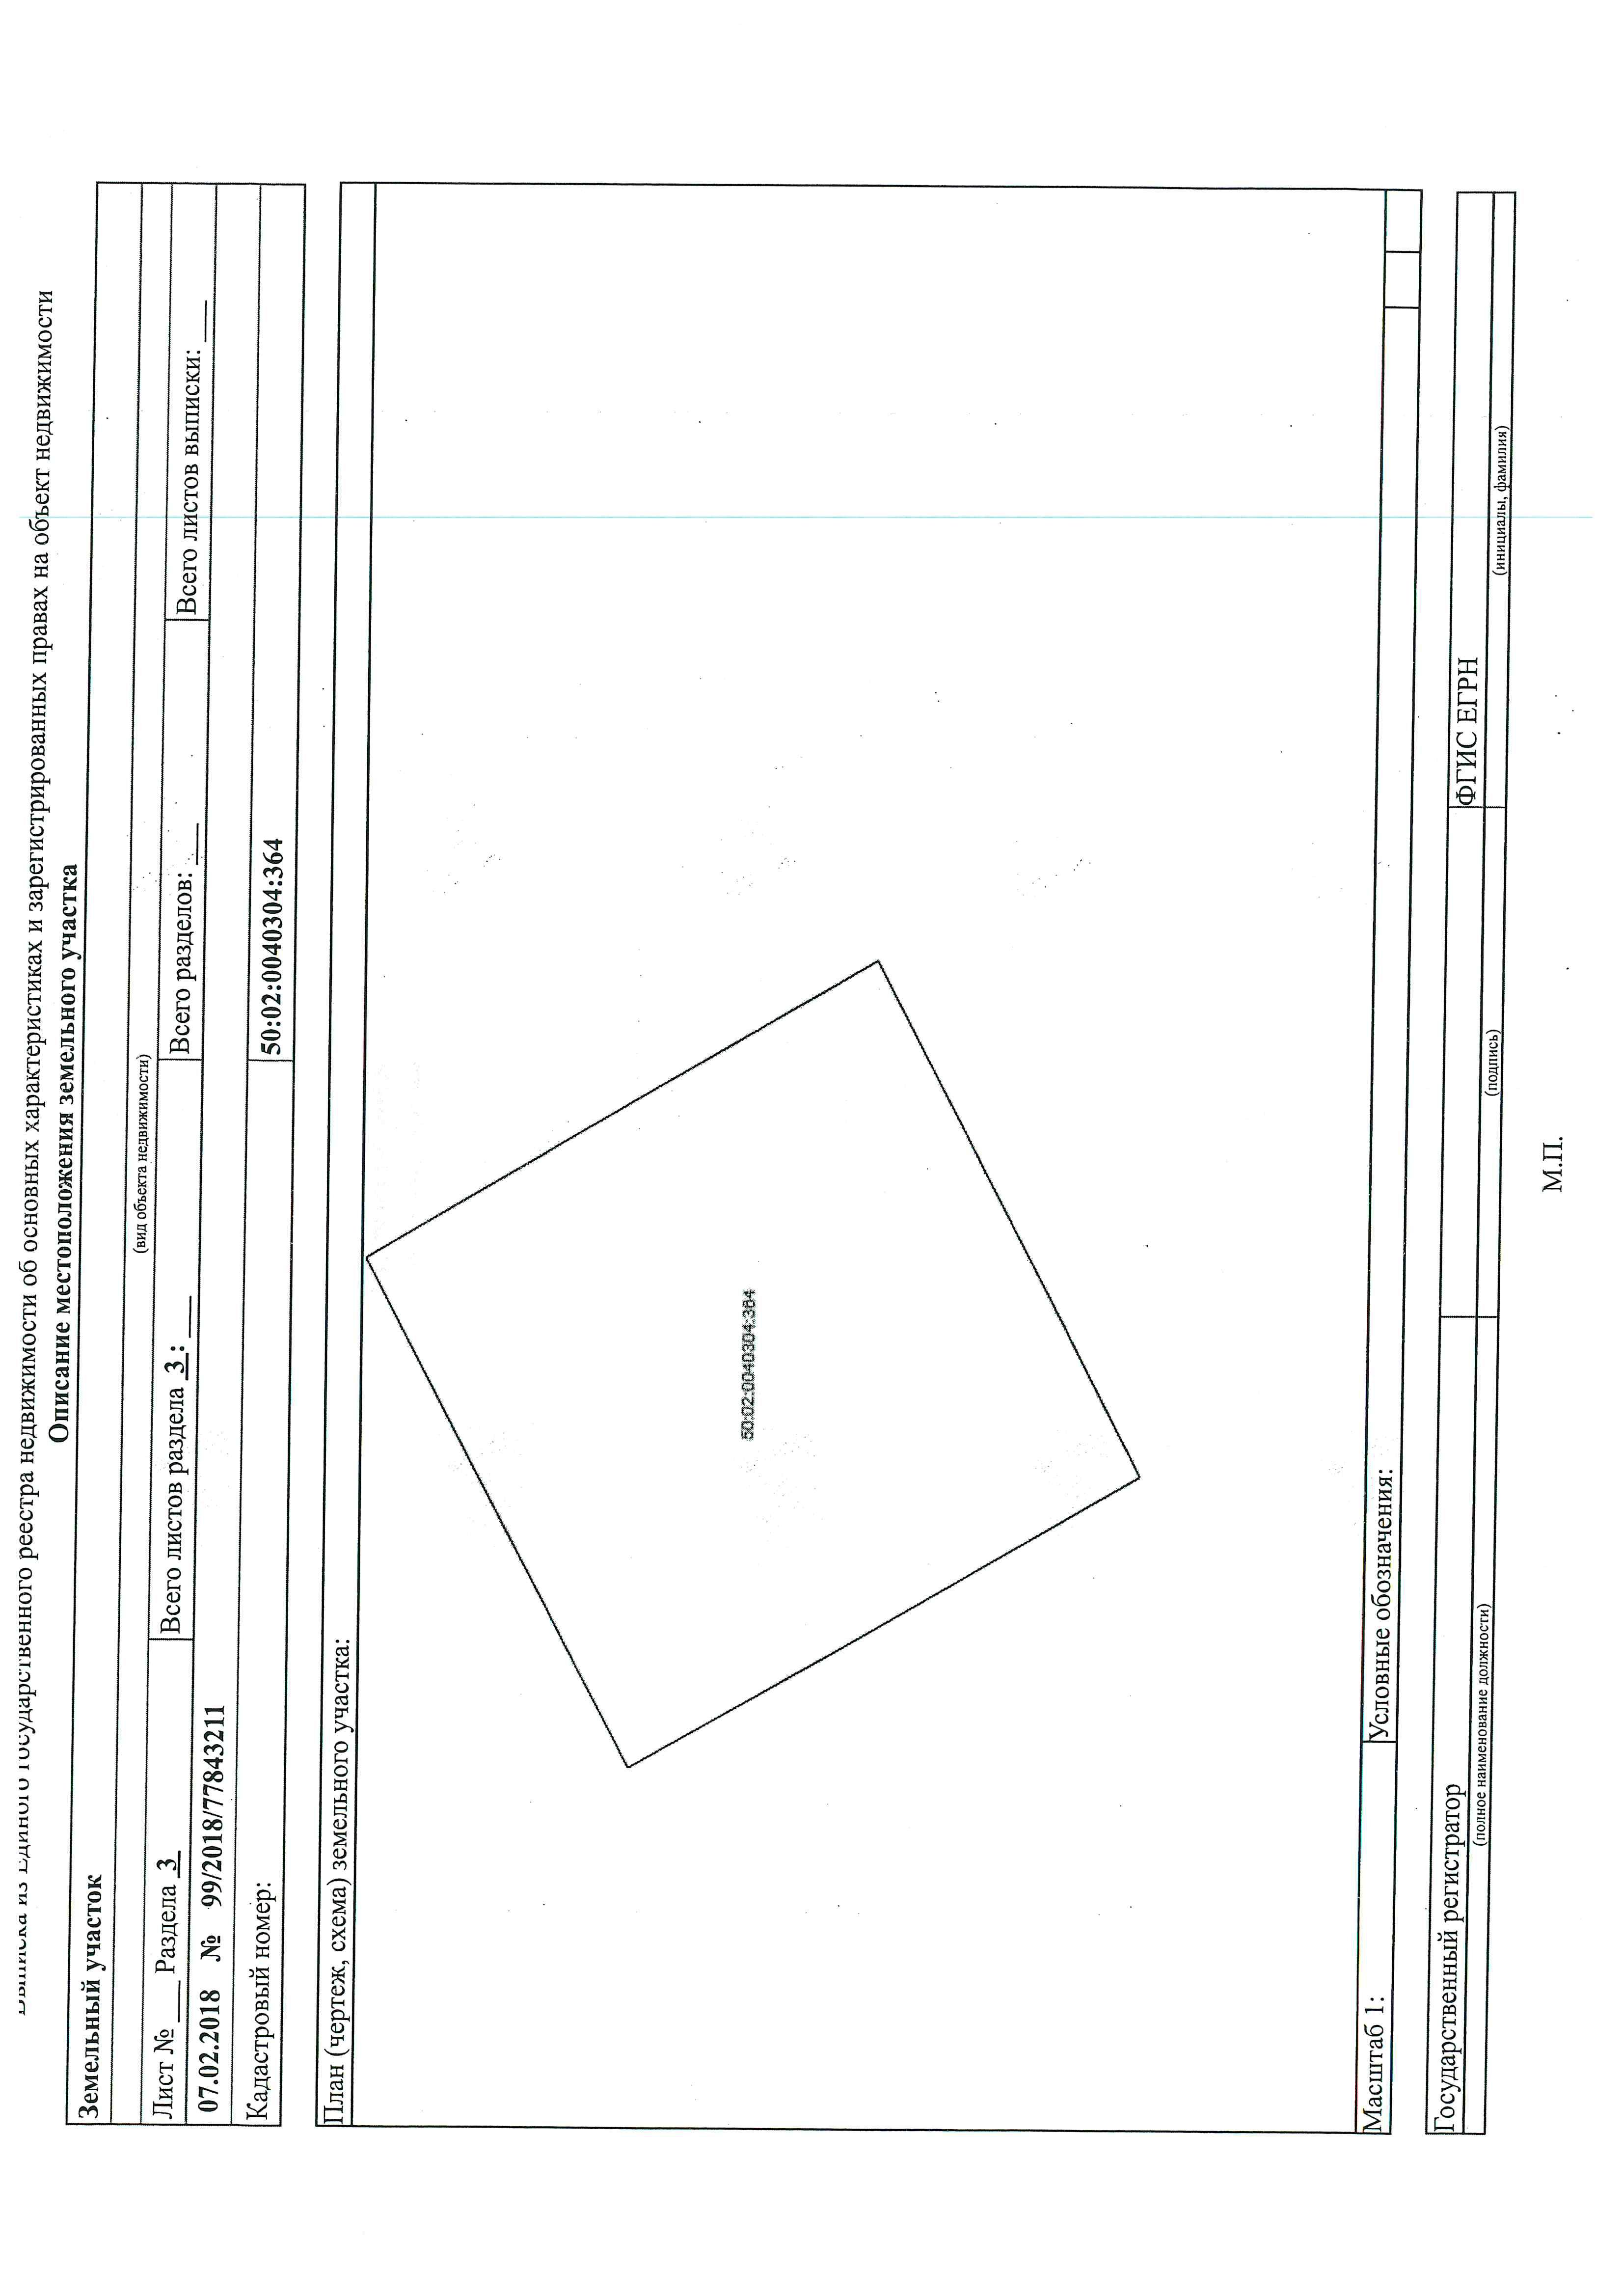 Выписка из Единого государственного реестра недвижимости об основных характеристиках и зарегистрированных правах на объект недвижимости
Описание местоположения земельного участка
Земельный участок
(вид объекта недвижимости)
Лист № ___ Раздела 3 Всего листов раздела 3 : ___ Всего разделов: ___ Всего листов выписки: ___
07.02.2018 № 99/2018/77843211
Кадастровый номер: 50:02:0040304:364
План (чертеж, схема) земельного участка:
50:02:0040304:364
Масштаб 1: Условные обозначения:
Государственный регистратор ФГИС ЕГРН
(полное наименование должности) (подпись) (инициалы, фамилия)
М.П.